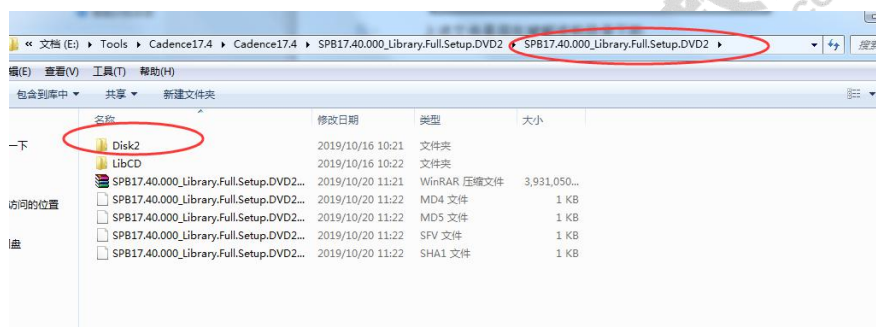 « 文档 (E:) ▸ Tools ▸ Cadence17.4 ▸ Cadence17.4 ▸ SPB17.40.000_Library.Full.Setup.DVD2 ▸ SPB17.40.000_Library.Full.Setup.DVD2 ▸
编(E) 查看(V) 工具(T) 帮助(H)
包含到库中 ▾ 共享 ▾ 新建文件夹
名称 修改日期 类型 大小
一下 Disk2 2019/10/16 10:21 文件夹
LibCD 2019/10/16 10:22 文件夹
SPB17.40.000_Library.Full.Setup.DVD2... 2019/10/20 11:21 WinRAR 压缩文件 3,931,050...
访问的位置 SPB17.40.000_Library.Full.Setup.DVD2... 2019/10/20 11:22 MD4 文件 1 KB
SPB17.40.000_Library.Full.Setup.DVD2... 2019/10/20 11:22 MD5 文件 1 KB
SPB17.40.000_Library.Full.Setup.DVD2... 2019/10/20 11:22 SFV 文件 1 KB
SPB17.40.000_Library.Full.Setup.DVD2... 2019/10/20 11:22 SHA1 文件 1 KB